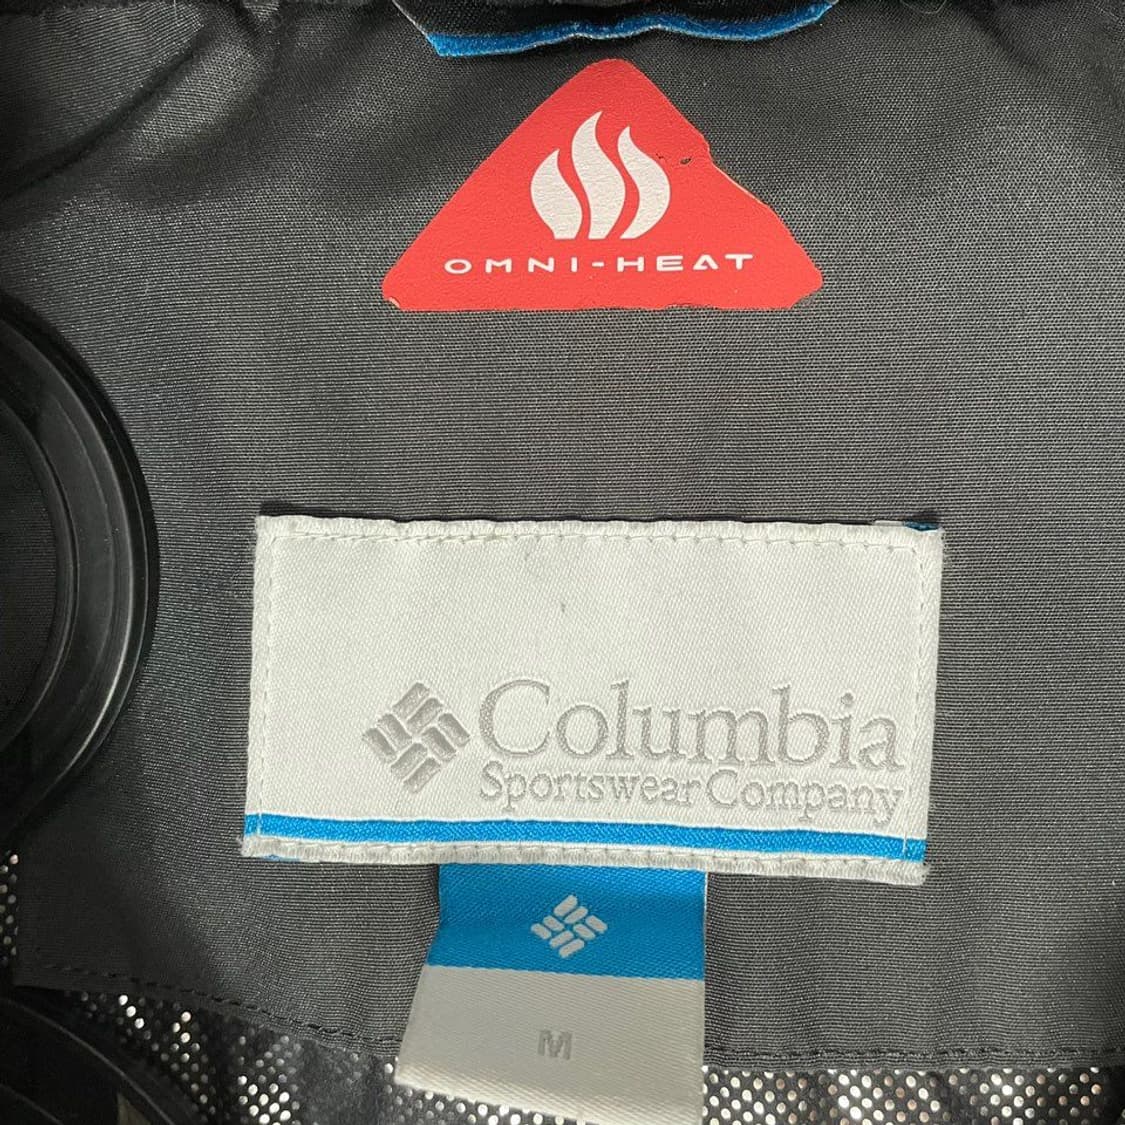 OMNI-HEAT
Columbia
Sportswear Company
M